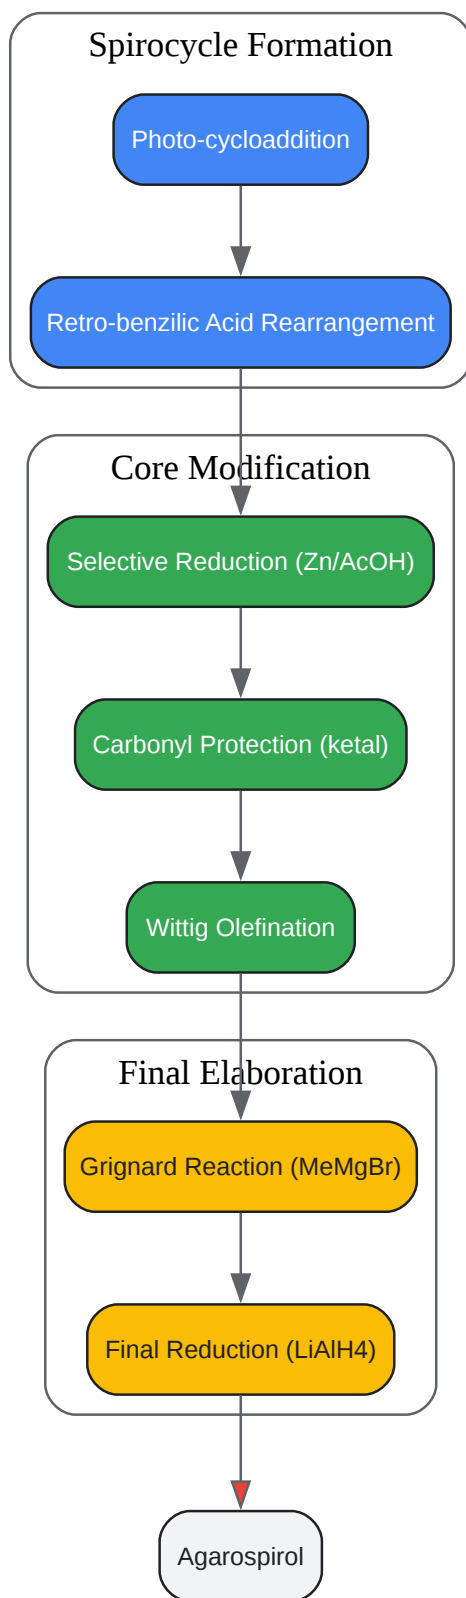 Spirocycle Formation
Photo-cycloaddition
Retro-benzilic Acid Rearrangement
Core Modification
Selective Reduction (Zn/AcOH)
Carbonyl Protection (ketal)
Wittig Olefination
Final Elaboration
Grignard Reaction (MeMgBr)
Final Reduction (LiAlH4)
Agarospirol